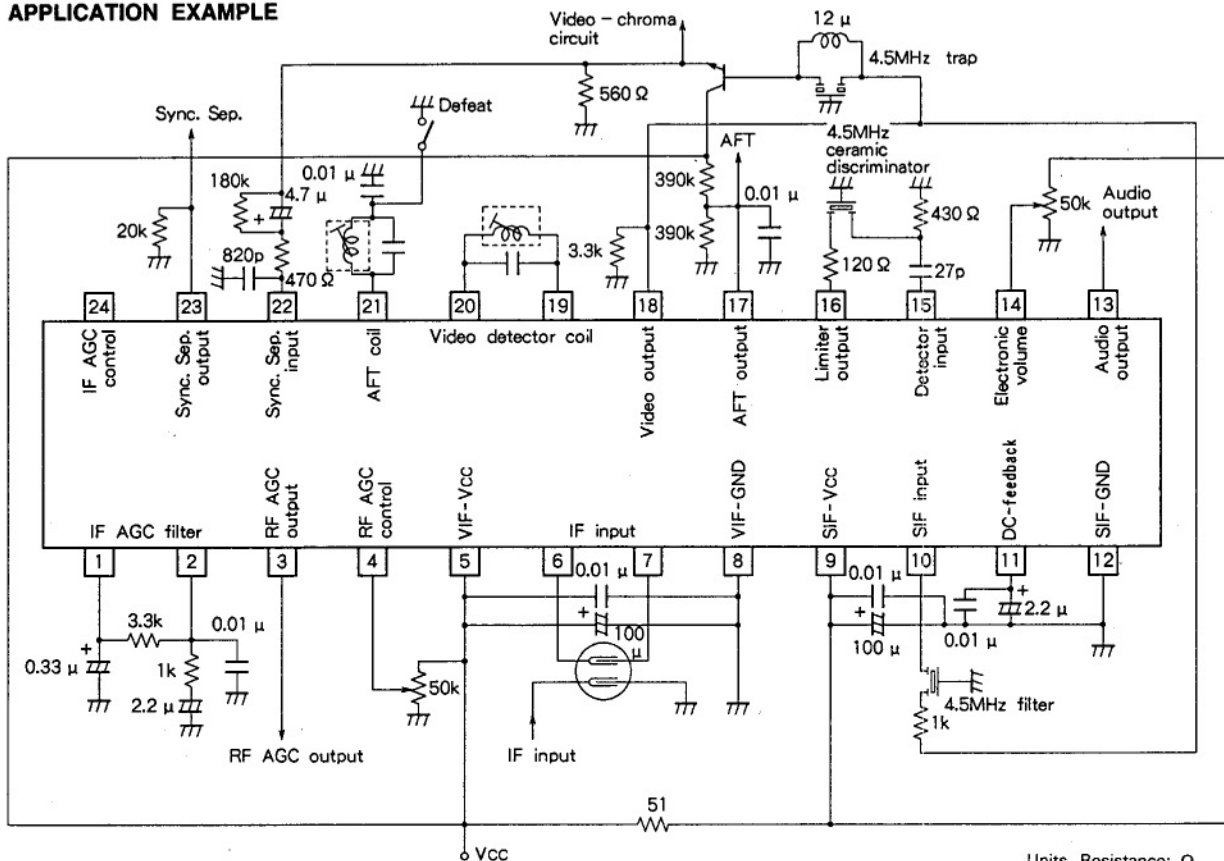 APPLICATION EXAMPLE
Video – chroma
circuit
12 μ
4.5MHz trap
560 Ω
Defeat
Sync. Sep.
AFT
4.5MHz
ceramic
discriminator
0.01 μ
180k
4.7 μ
+
390k
0.01 μ
50k
Audio
output
20k
430 Ω
820p
3.3k
390k
470 Ω
120 Ω
27p
24
23
22
21
20
19
18
17
16
15
14
13
IF AGC
control
Sync. Sep.
output
Sync. Sep.
input
AFT coil
Video detector coil
Video output
AFT output
Limiter
output
Detector
input
Electronic
volume
Audio
output
IF AGC filter
RF AGC
output
RF AGC
control
VIF-Vcc
IF input
VIF-GND
SIF-Vcc
SIF input
DC-feedback
SIF-GND
1
2
3
4
5
6
7
8
9
10
11
12
0.01 μ
+
100
μ
0.01 μ
+
100 μ
+
2.2 μ
0.01 μ
3.3k
0.01 μ
+
0.33 μ
1k
2.2 μ
50k
4.5MHz filter
1k
RF AGC output
IF input
51
Vcc
Units Resistance: Ω